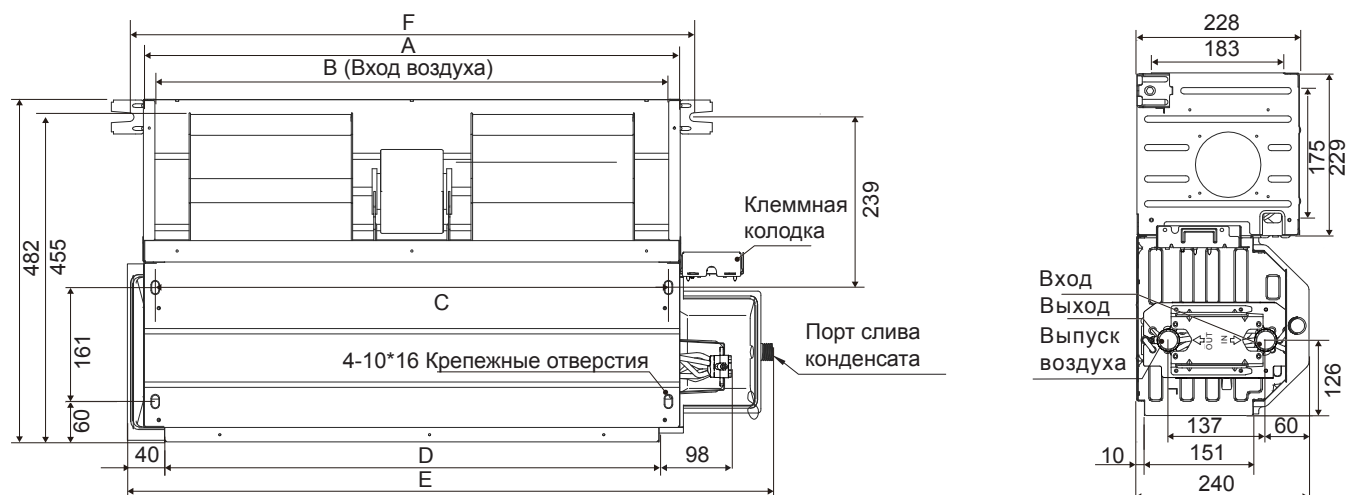 F
A
B (Вход воздуха)
482
455
239
Клеммная
колодка
C
161
4-10*16 Крепежные отверстия
Порт слива
конденсата
60
40
D
98
E
228
183
175
229
Вход
Выход
Выпуск
воздуха
OUT
IN
126
137
60
10
151
240